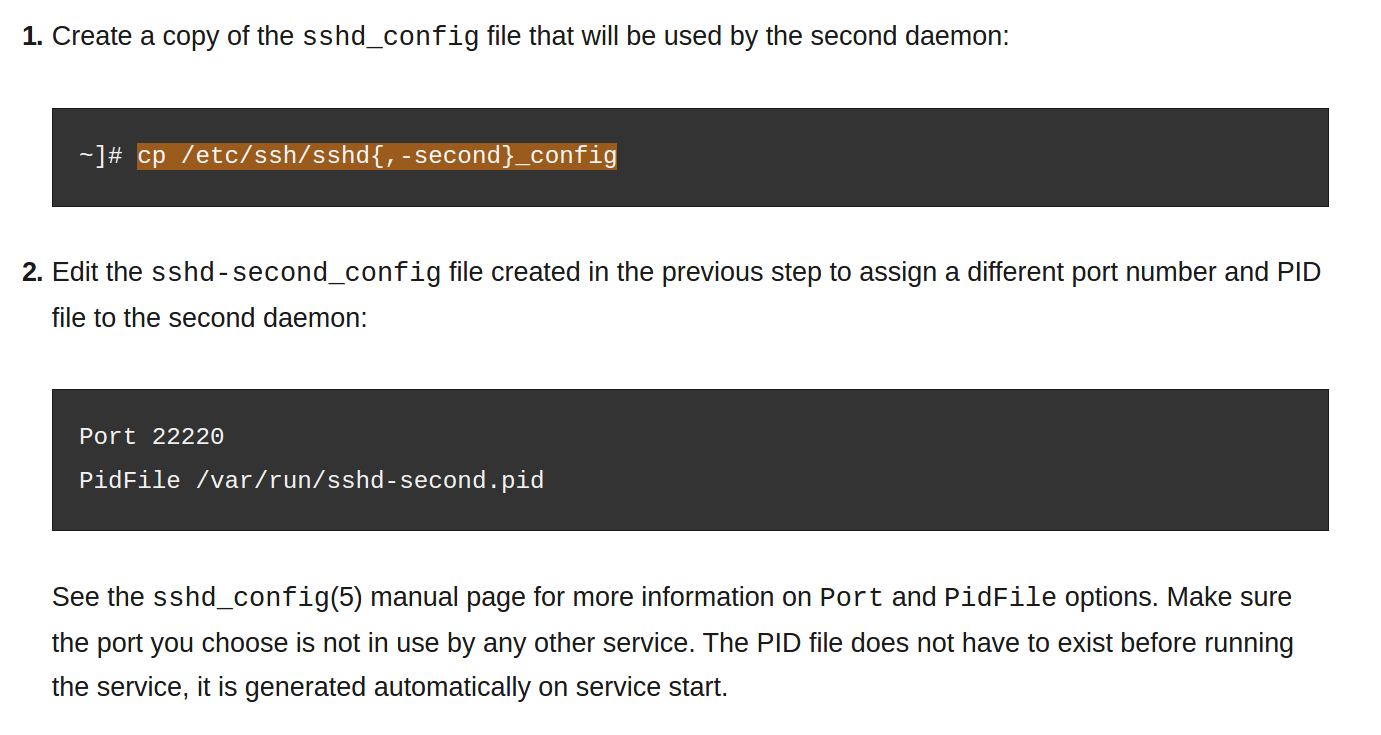 1. Create a copy of the sshd_config file that will be used by the second daemon:
~]# cp /etc/ssh/sshd{,-second}_config
2. Edit the sshd-second_config file created in the previous step to assign a different port number and PID
file to the second daemon:
Port 22220
PidFile /var/run/sshd-second.pid
See the sshd_config(5) manual page for more information on Port and PidFile options. Make sure
the port you choose is not in use by any other service. The PID file does not have to exist before running
the service, it is generated automatically on service start.